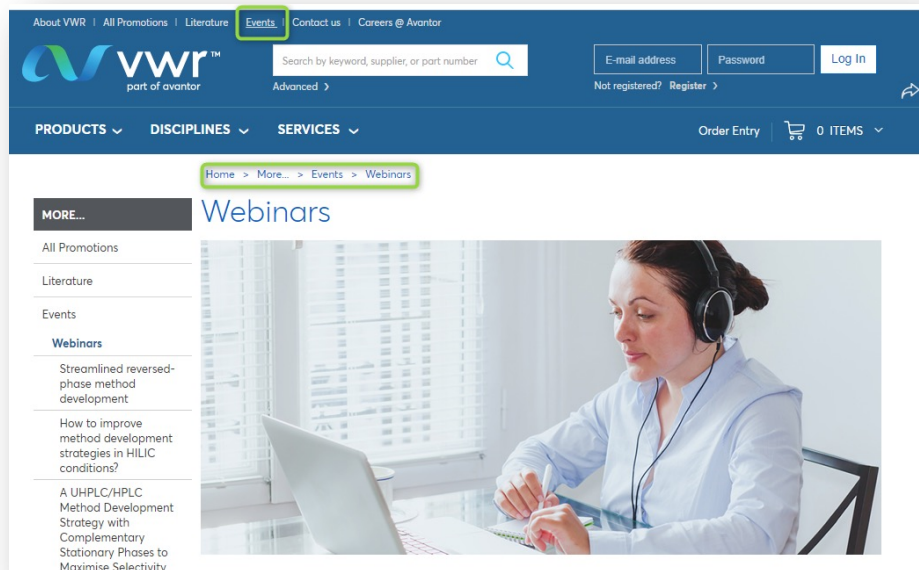 About VWR | All Promotions | Literature | Events | Contact us | Careers @ Avantor
vwr™
part of avantor
Search by keyword, supplier, or part number
Advanced >
E-mail address
Password
Log In
Not registered? Register >
PRODUCTS
DISCIPLINES
SERVICES
Order Entry
0 ITEMS
Home > More... > Events > Webinars
MORE...
Webinars
All Promotions
Literature
Events
Webinars
Streamlined reversed-
phase method
development
How to improve
method development
strategies in HILIC
conditions?
A UHPLC/HPLC
Method Development
Strategy with
Complementary
Stationary Phases to
Maximise Selectivity